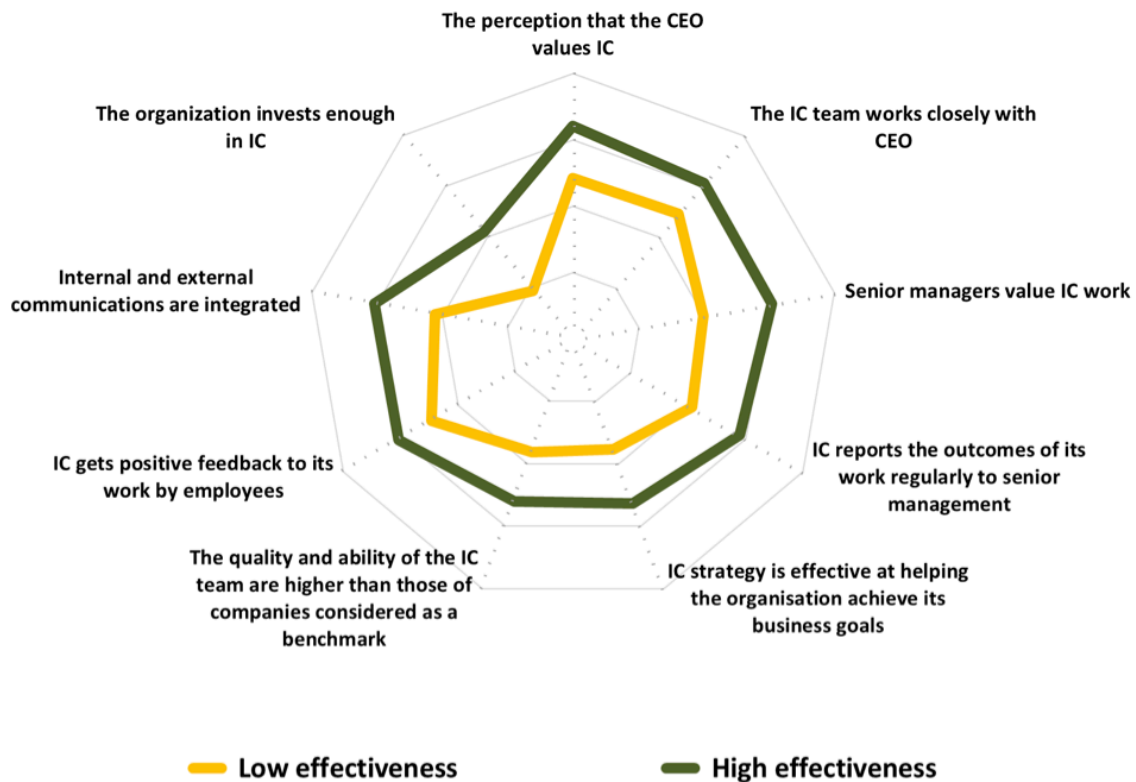 The perception that the CEO
values IC
The organization invests enough
in IC
The IC team works closely with
CEO
Internal and external
communications are integrated
Senior managers value IC work
IC gets positive feedback to its
work by employees
IC reports the outcomes of its
work regularly to senior
management
The quality and ability of the IC
team are higher than those of
companies considered as a
benchmark
IC strategy is effective at helping
the organisation achieve its
business goals
Low effectiveness
High effectiveness